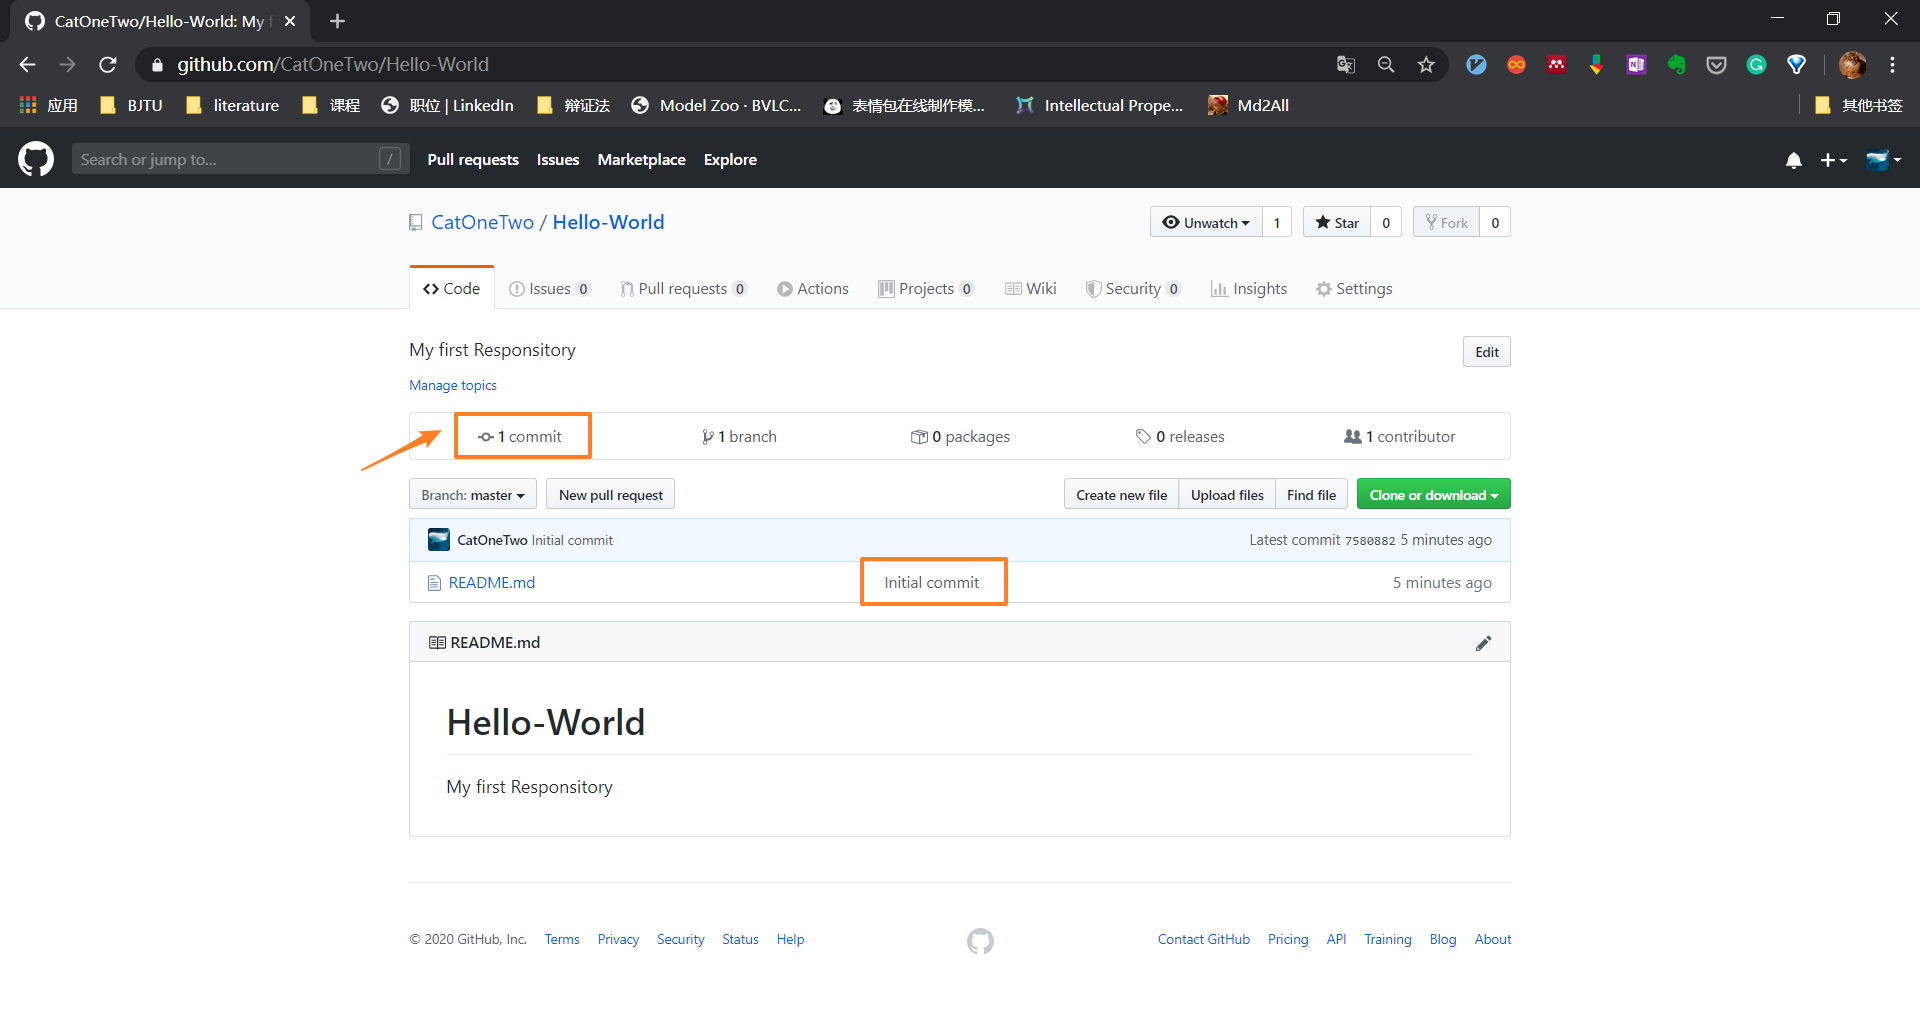 CatOneTwo/Hello-World: My f
github.com/CatOneTwo/Hello-World
应用 BJTU literature 课程 职位 | LinkedIn 辩证法 Model Zoo · BVLC... 表情包在线制作模... Intellectual Prope... Md2All 其他书签
Search or jump to... / Pull requests Issues Marketplace Explore
CatOneTwo / Hello-World Unwatch 1 Star 0 Fork 0
Code Issues 0 Pull requests 0 Actions Projects 0 Wiki Security 0 Insights Settings
My first Responsitory Edit
Manage topics
1 commit 1 branch 0 packages 0 releases 1 contributor
Branch: master New pull request Create new file Upload files Find file Clone or download
CatOneTwo Initial commit Latest commit 7580882 5 minutes ago
README.md Initial commit 5 minutes ago
README.md
Hello-World
My first Responsitory
© 2020 GitHub, Inc. Terms Privacy Security Status Help Contact GitHub Pricing API Training Blog About